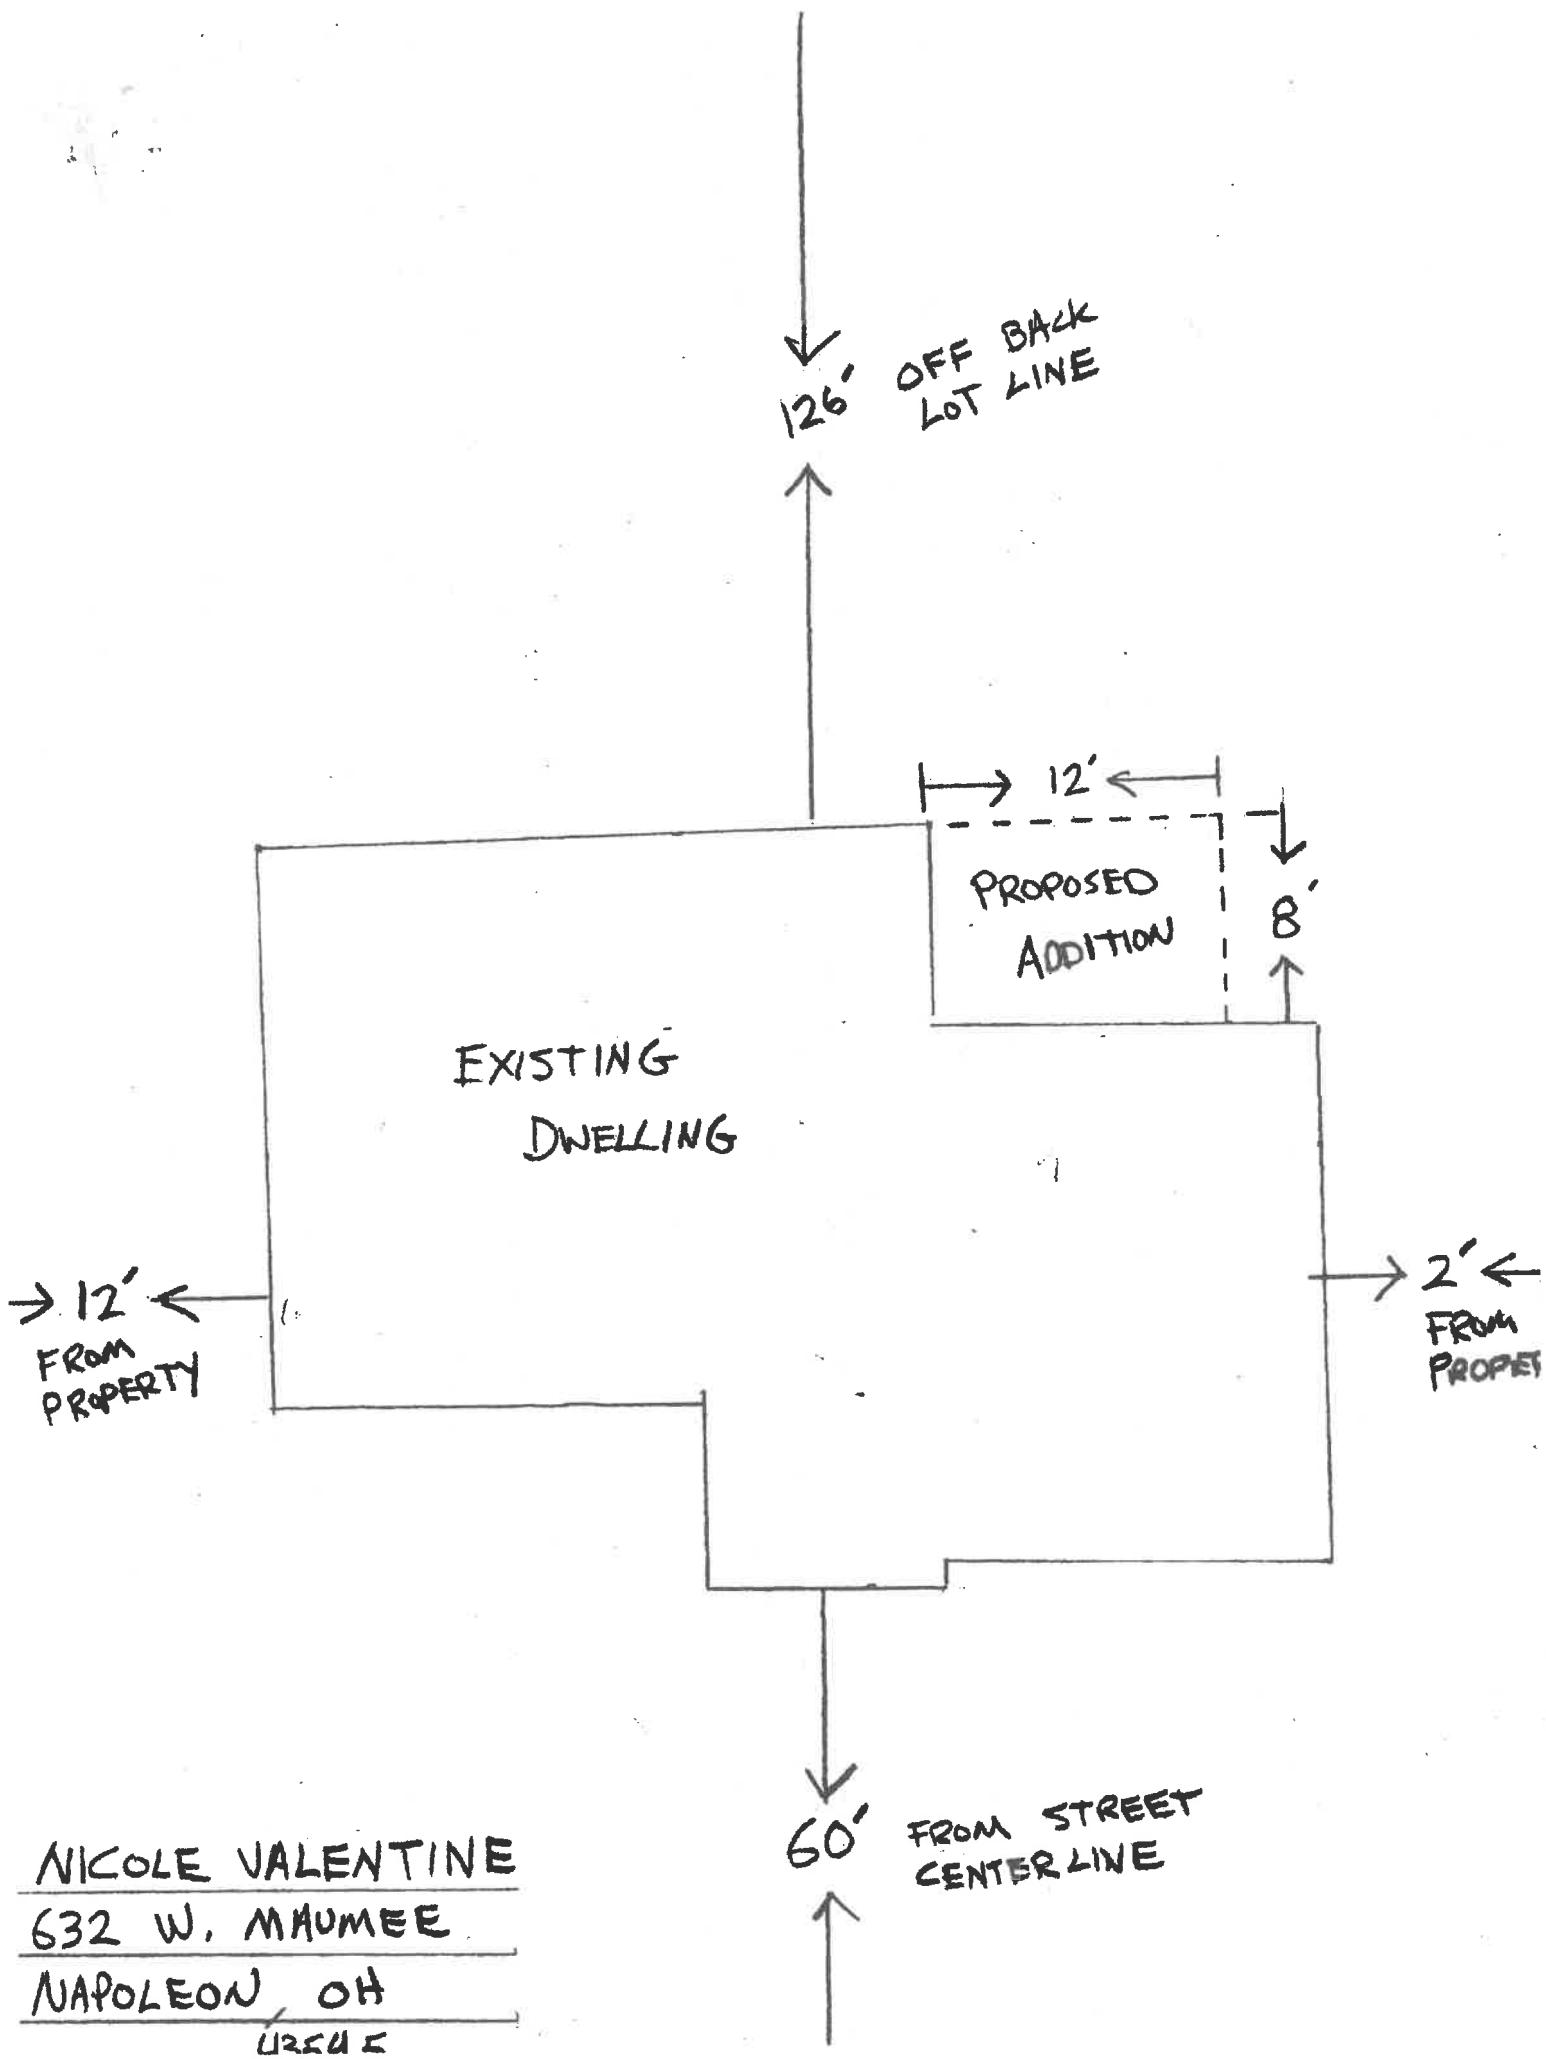 126' OFF BACK
LOT LINE
12'
PROPOSED
ADDITION
8'
EXISTING
DWELLING
12'
FROM
PROPERTY
2'
FROM
60' FROM STREET
CENTERLINE
NICOLE VALENTINE
632 W. MAUMEE
NAPOLEON, OH